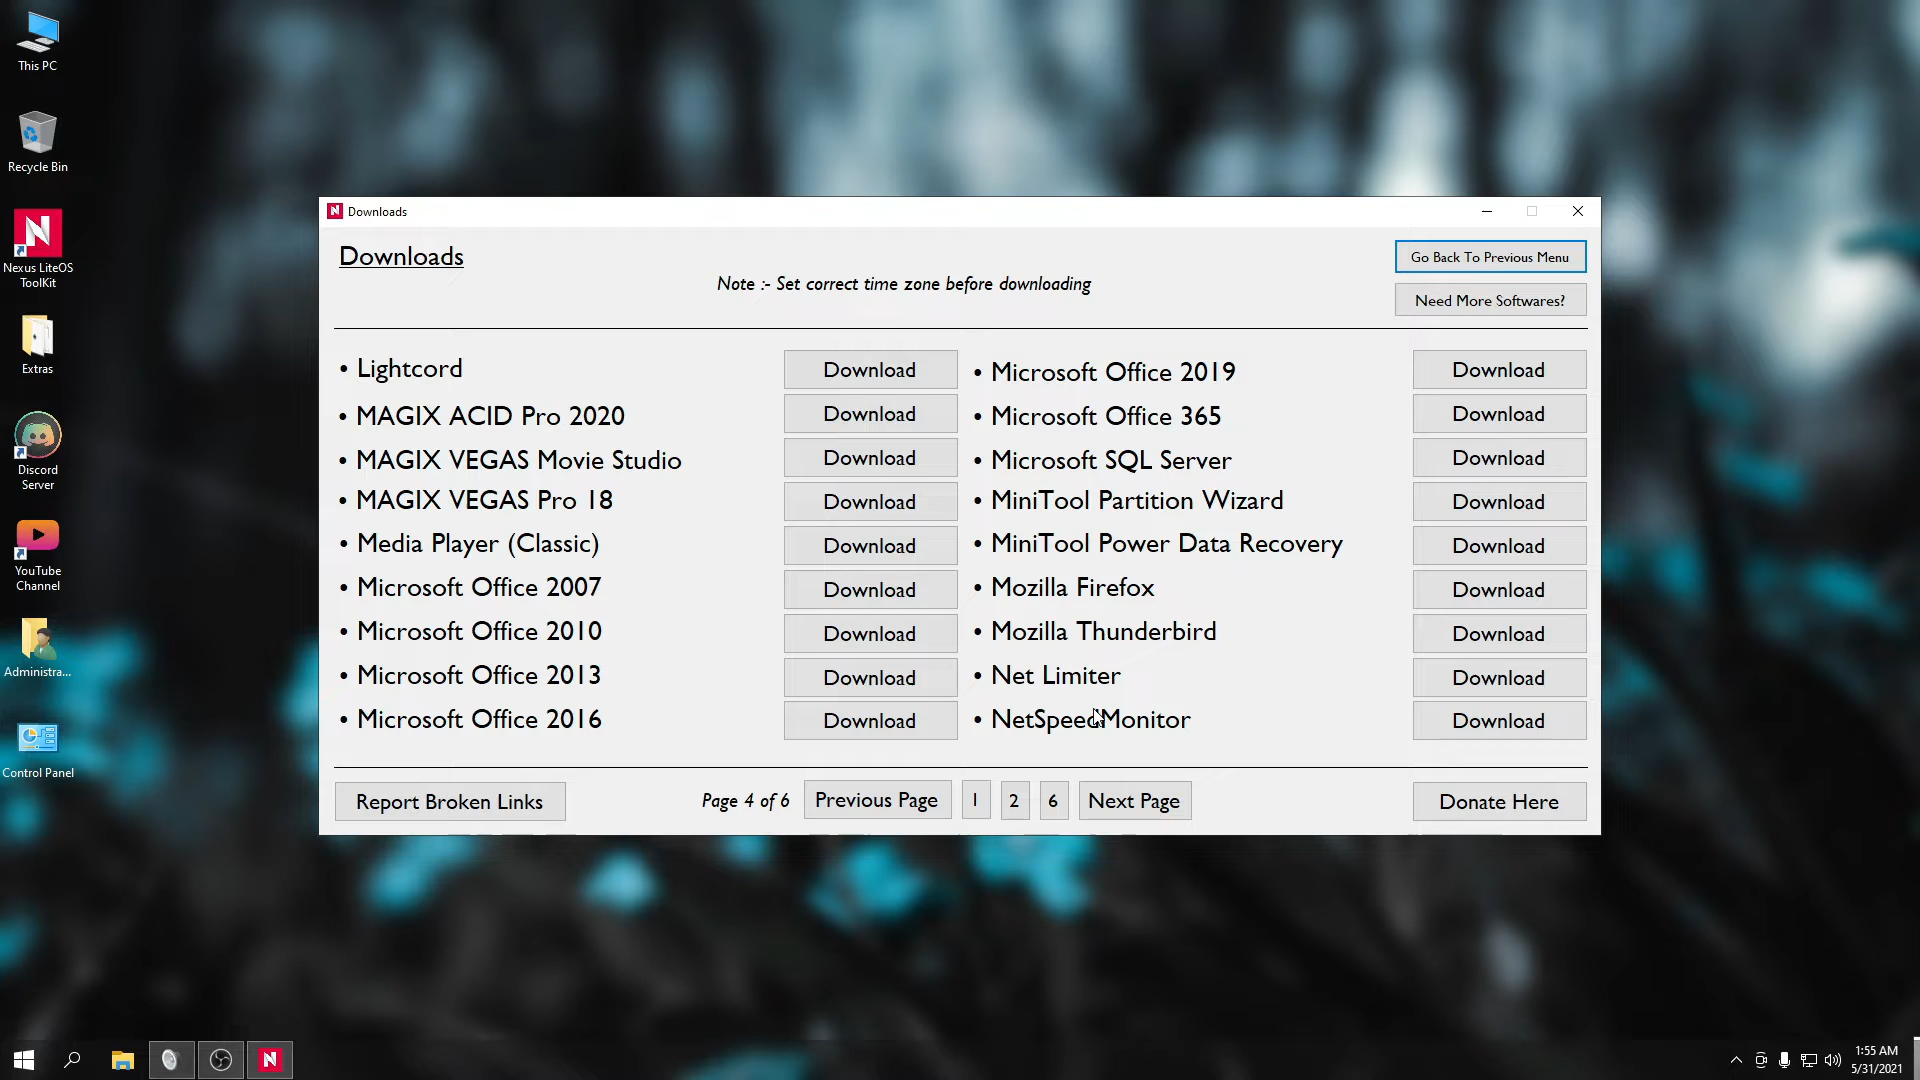 This PC
Recycle Bin
Nexus LiteOS
ToolKit
Extras
Discord
Server
YouTube
Channel
Administra...
Control Panel
Downloads
Downloads
Note :- Set correct time zone before downloading
Go Back To Previous Menu
Need More Softwares?
• Lightcord Download
• MAGIX ACID Pro 2020 Download
• MAGIX VEGAS Movie Studio Download
• MAGIX VEGAS Pro 18 Download
• Media Player (Classic) Download
• Microsoft Office 2007 Download
• Microsoft Office 2010 Download
• Microsoft Office 2013 Download
• Microsoft Office 2016 Download
• Microsoft Office 2019 Download
• Microsoft Office 365 Download
• Microsoft SQL Server Download
• MiniTool Partition Wizard Download
• MiniTool Power Data Recovery Download
• Mozilla Firefox Download
• Mozilla Thunderbird Download
• Net Limiter Download
• NetSpeedMonitor Download
Report Broken Links Page 4 of 6 Previous Page 1 2 6 Next Page Donate Here
1:55 AM
5/31/2021